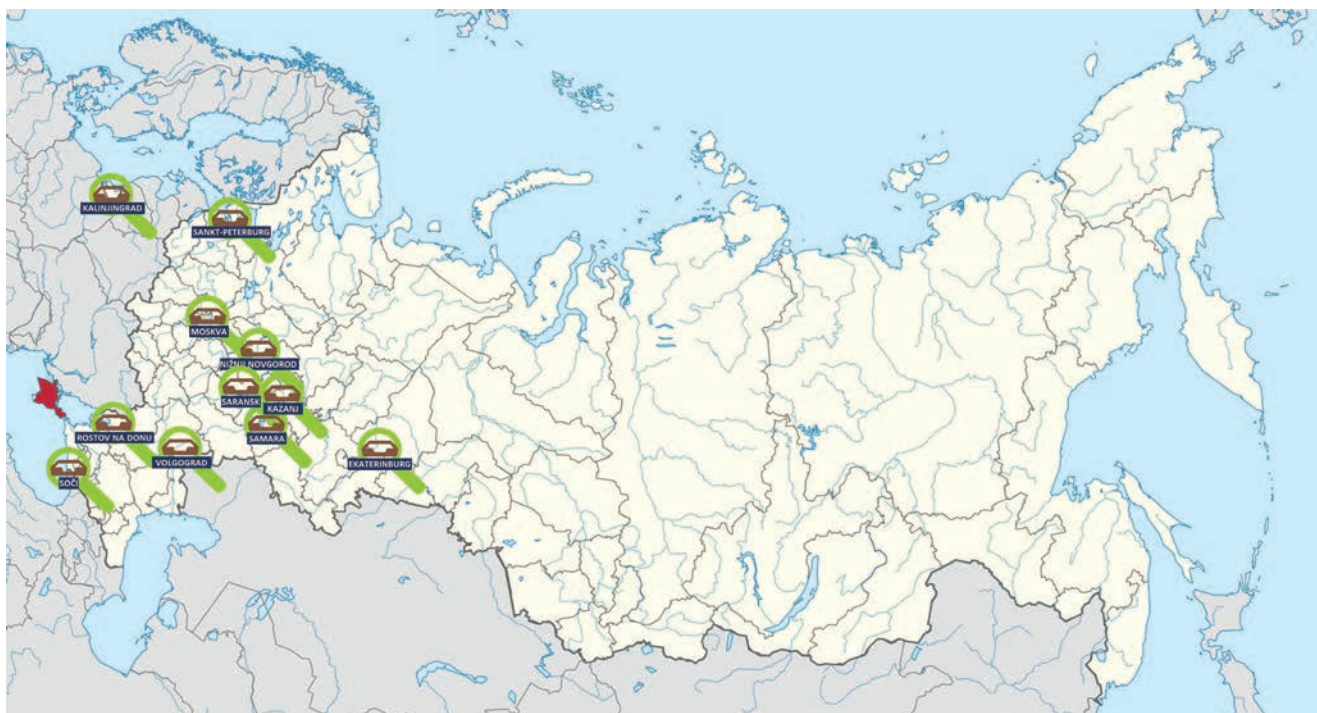 KALINJINGRAD
SANKT-PETERBURG
MOSKVA
NIŽNJI NOVGOROD
SARANSK
KAZANJ
ROSTOV NA DONU
SAMARA
VOLGOGRAD
EKATERINBURG
SOČI